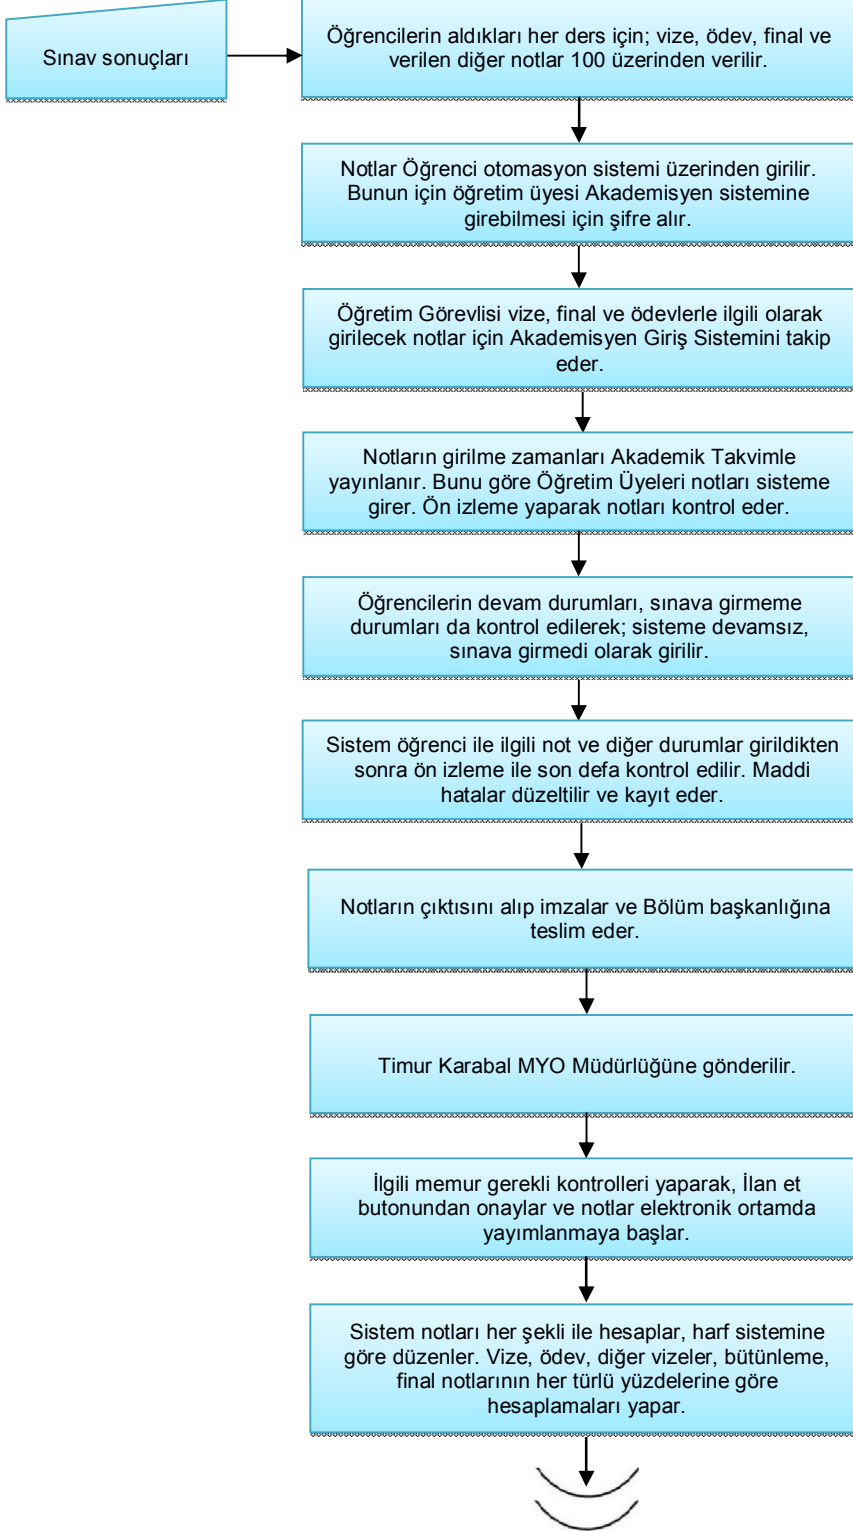 Sınav sonuçları
Öğrencilerin aldıkları her ders için; vize, ödev, final ve
verilen diğer notlar 100 üzerinden verilir.
Notlar Öğrenci otomasyon sistemi üzerinden girilir.
Bunun için öğretim üyesi Akademisyen sistemine
girebilmesi için şifre alır.
Öğretim Görevlisi vize, final ve ödevlerle ilgili olarak
girilecek notlar için Akademisyen Giriş Sistemini takip
eder.
Notların girilme zamanları Akademik Takvimle
yayınlanır. Bunu göre Öğretim Üyeleri notları sisteme
girer. Ön izleme yaparak notları kontrol eder.
Öğrencilerin devam durumları, sınava girmeme
durumları da kontrol edilerek; sisteme devamsız,
sınava girmedi olarak girilir.
Sistem öğrenci ile ilgili not ve diğer durumlar girildikten
sonra ön izleme ile son defa kontrol edilir. Maddi
hatalar düzeltilir ve kayıt eder.
Notların çıktısını alıp imzalar ve Bölüm başkanlığına
teslim eder.
Timur Karabal MYO Müdürlüğüne gönderilir.
İlgili memur gerekli kontrolleri yaparak, İlan et
butonundan onaylar ve notlar elektronik ortamda
yayımlanmaya başlar.
Sistem notları her şekli ile hesaplar, harf sistemine
göre düzenler. Vize, ödev, diğer vizeler, bütünleme,
final notlarının her türlü yüzdelerine göre
hesaplamaları yapar.